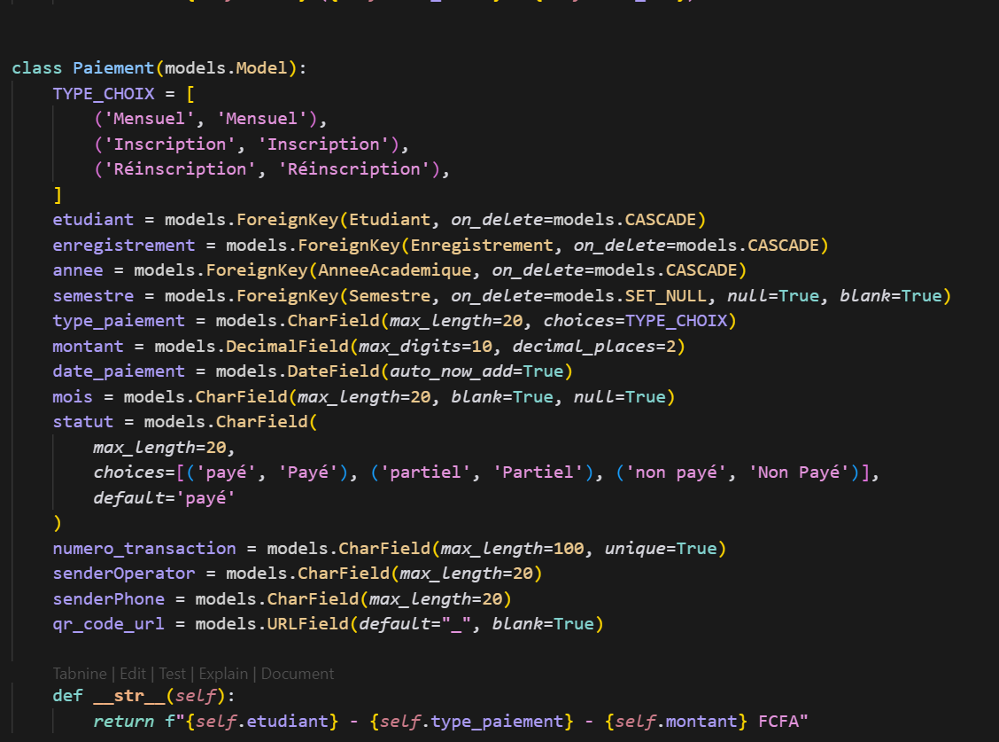 class Paiement(models.Model):
    TYPE_CHOIX = [
        ('Mensuel', 'Mensuel'),
        ('Inscription', 'Inscription'),
        ('Réinscription', 'Réinscription'),
    ]
    etudiant = models.ForeignKey(Etudiant, on_delete=models.CASCADE)
    enregistrement = models.ForeignKey(Enregistrement, on_delete=models.CASCADE)
    annee = models.ForeignKey(AnneeAcademique, on_delete=models.CASCADE)
    semestre = models.ForeignKey(Semestre, on_delete=models.SET_NULL, null=True, blank=True)
    type_paiement = models.CharField(max_length=20, choices=TYPE_CHOIX)
    montant = models.DecimalField(max_digits=10, decimal_places=2)
    date_paiement = models.DateField(auto_now_add=True)
    mois = models.CharField(max_length=20, blank=True, null=True)
    statut = models.CharField(
        max_length=20,
        choices=[('payé', 'Payé'), ('partiel', 'Partiel'), ('non payé', 'Non Payé')],
        default='payé'
    )
    numero_transaction = models.CharField(max_length=100, unique=True)
    senderOperator = models.CharField(max_length=20)
    senderPhone = models.CharField(max_length=20)
    qr_code_url = models.URLField(default="_", blank=True)
    Tabnine | Edit | Test | Explain | Document
    def __str__(self):
        return f"{self.etudiant} - {self.type_paiement} - {self.montant} FCFA"